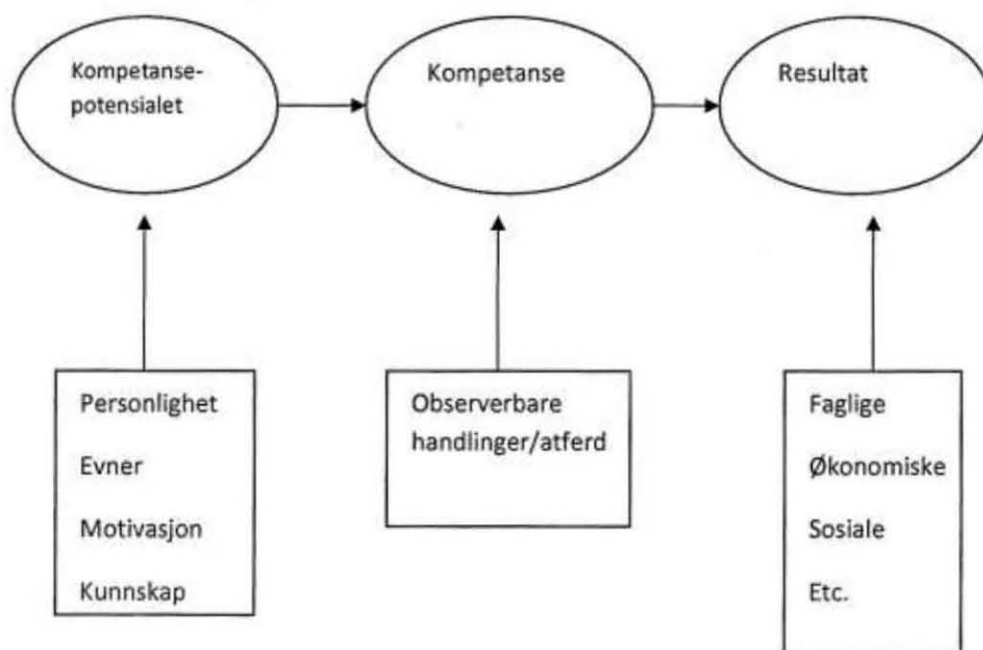 Kompetanse-
potensialet
Kompetanse
Resultat
Personlighet
Evner
Motivasjon
Kunnskap
Observerbare
handlinger/atferd
Faglige
Økonomiske
Sosiale
Etc.